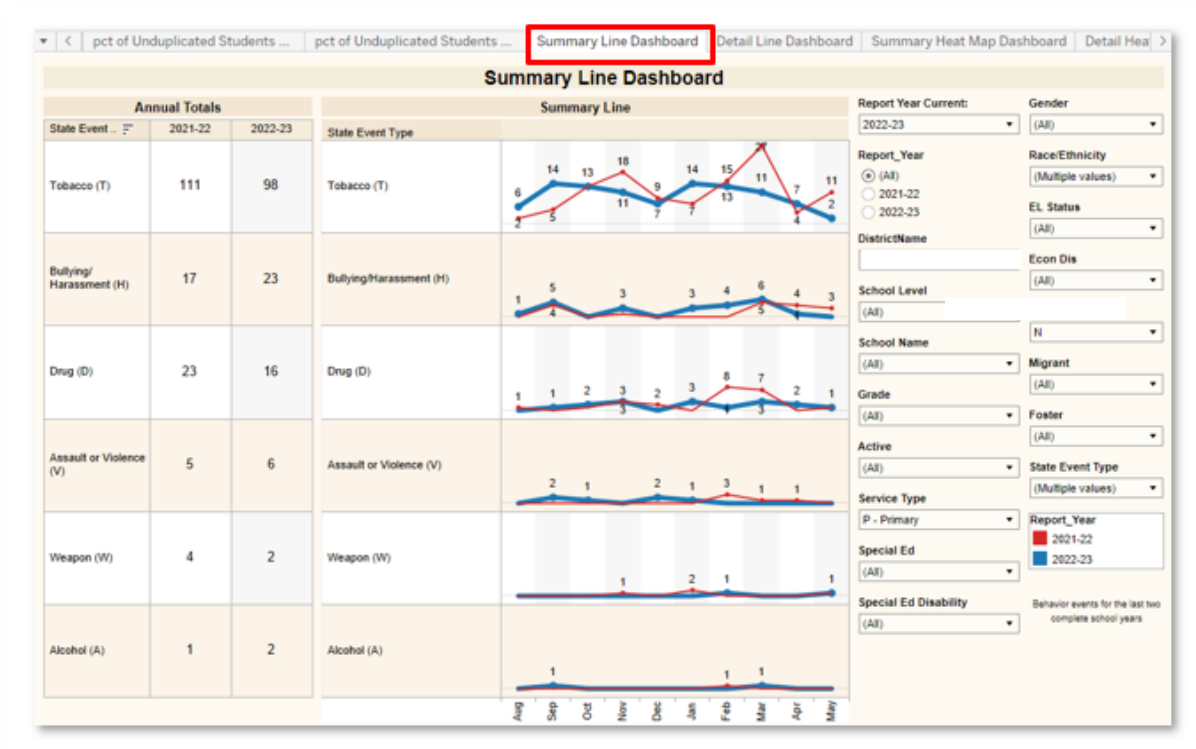 pct of Unduplicated Students ...
pct of Unduplicated Students ...
Summary Line Dashboard
Detail Line Dashboard
Summary Heat Map Dashboard
Detail Hea
Summary Line Dashboard
Annual Totals
State Event ..
2021-22
2022-23
Tobacco (T)
111
98
Bullying/
Harassment (H)
17
23
Drug (D)
23
16
Assault or Violence
(V)
5
6
Weapon (W)
4
2
Alcohol (A)
1
2
Summary Line
State Event Type
Tobacco (T)
6
14
13
18
9
14
15
11
7
11
2
5
11
7
7
13
4
2
Bullying/Harassment (H)
1
5
3
3
4
6
4
3
4
5
Drug (D)
1
1
2
3
2
3
8
7
2
1
3
3
Assault or Violence (V)
2
1
2
1
3
1
1
Weapon (W)
1
2
1
1
Alcohol (A)
1
1
1
Aug
Sep
Oct
Nov
Dec
Jan
Feb
Mar
Apr
May
Report Year Current:
2022-23
Report_Year
(All)
2021-22
2022-23
DistrictName
School Level
(All)
School Name
(All)
Grade
(All)
Active
(All)
Service Type
P - Primary
Special Ed
(All)
Special Ed Disability
(All)
Gender
(All)
Race/Ethnicity
(Multiple values)
EL Status
(All)
Econ Dis
(All)
N
Migrant
(All)
Foster
(All)
State Event Type
(Multiple values)
Report_Year
2021-22
2022-23
Behavior events for the last two
complete school years